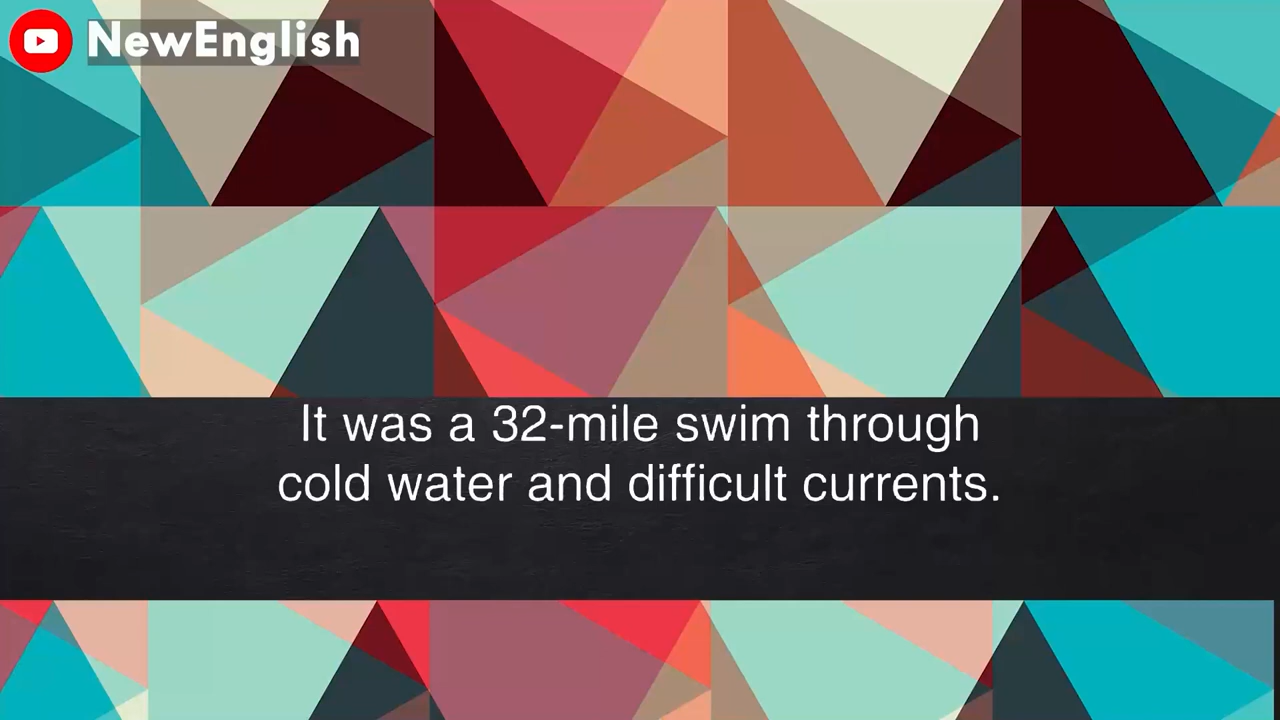 NewEnglish
It was a 32-mile swim through
cold water and difficult currents.